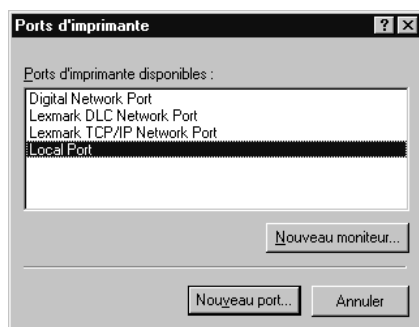 Ports d'imprimante
Ports d'imprimante disponibles :
Digital Network Port
Lexmark DLC Network Port
Lexmark TCP/IP Network Port
Local Port
Nouveau moniteur...
Nouveau port...
Annuler